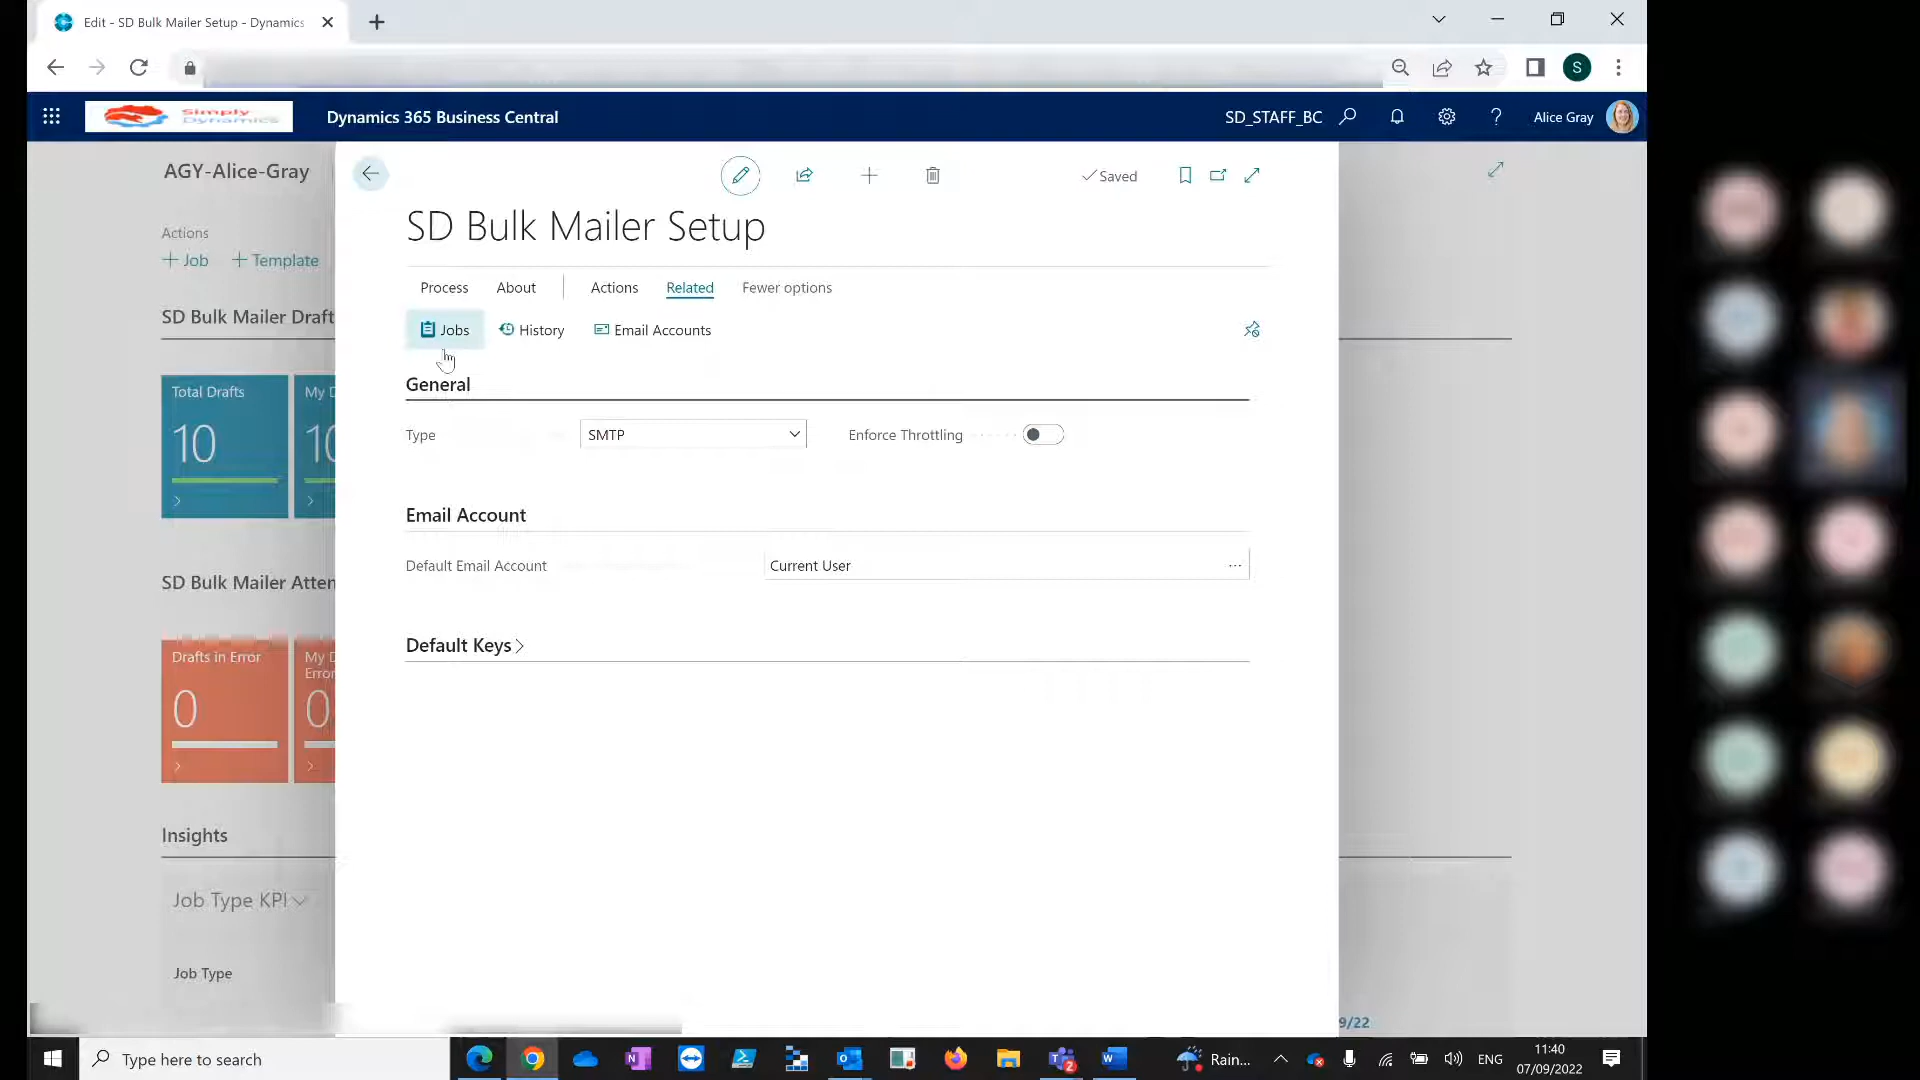 Edit - SD Bulk Mailer Setup - Dynamics
S
Simply
Dynamics
Dynamics 365 Business Central
SD_STAFF_BC
?
Alice Gray
AGY-Alice-Gray
Saved
SD Bulk Mailer Setup
Actions
+ Job
+ Template
Process
About
Actions
Related
Fewer options
Jobs
History
Email Accounts
SD Bulk Mailer Draft
General
Total Drafts
My D
10
10
Type
SMTP
Enforce Throttling
Email Account
Default Email Account
Current User
...
SD Bulk Mailer Atten
Default Keys
Drafts in Error
My D
Error
0
0
Insights
Job Type KPI
Job Type
9/22
Type here to search
2
Rain...
ENG
11:40
07/09/2022